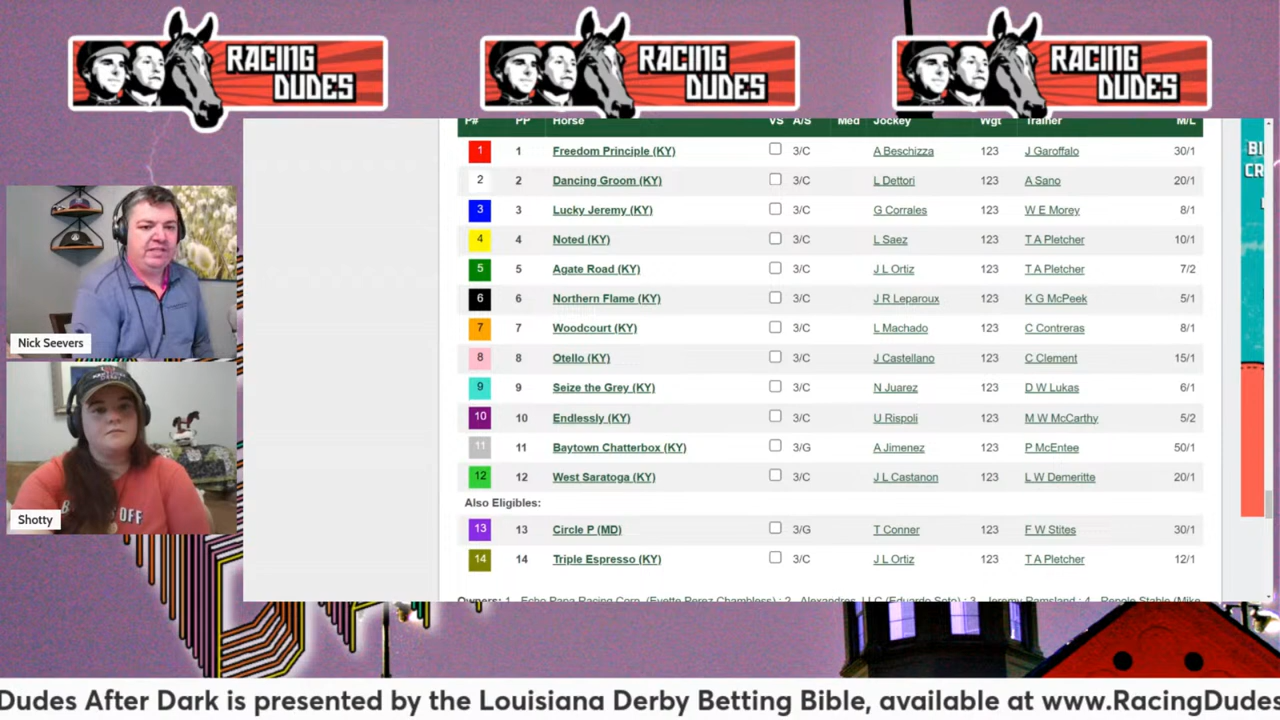 RACING DUDES
RACING DUDES
RACING DUDES
P# PP Horse VS A/S Med Jockey Wgt Trainer M/L
1 1 Freedom Principle (KY) 3/C A Beschizza 123 J Garoffalo 30/1
2 2 Dancing Groom (KY) 3/C L Dettori 123 A Sano 20/1
3 3 Lucky Jeremy (KY) 3/C G Corrales 123 W E Morey 8/1
4 4 Noted (KY) 3/C L Saez 123 T A Pletcher 10/1
5 5 Agate Road (KY) 3/C J L Ortiz 123 T A Pletcher 7/2
6 6 Northern Flame (KY) 3/C J R Leparoux 123 K G McPeek 5/1
7 7 Woodcourt (KY) 3/C L Machado 123 C Contreras 8/1
8 8 Otello (KY) 3/C J Castellano 123 C Clement 15/1
9 9 Seize the Grey (KY) 3/C N Juarez 123 D W Lukas 6/1
10 10 Endlessly (KY) 3/C U Rispoli 123 M W McCarthy 5/2
11 11 Baytown Chatterbox (KY) 3/G A Jimenez 123 P McEntee 50/1
12 12 West Saratoga (KY) 3/C J L Castanon 123 L W Demeritte 20/1
Also Eligibles:
13 13 Circle P (MD) 3/G T Conner 123 F W Stites 30/1
14 14 Triple Espresso (KY) 3/C J L Ortiz 123 T A Pletcher 12/1
Nick Seevers
Shotty
Dudes After Dark is presented by the Louisiana Derby Betting Bible, available at www.RacingDudes